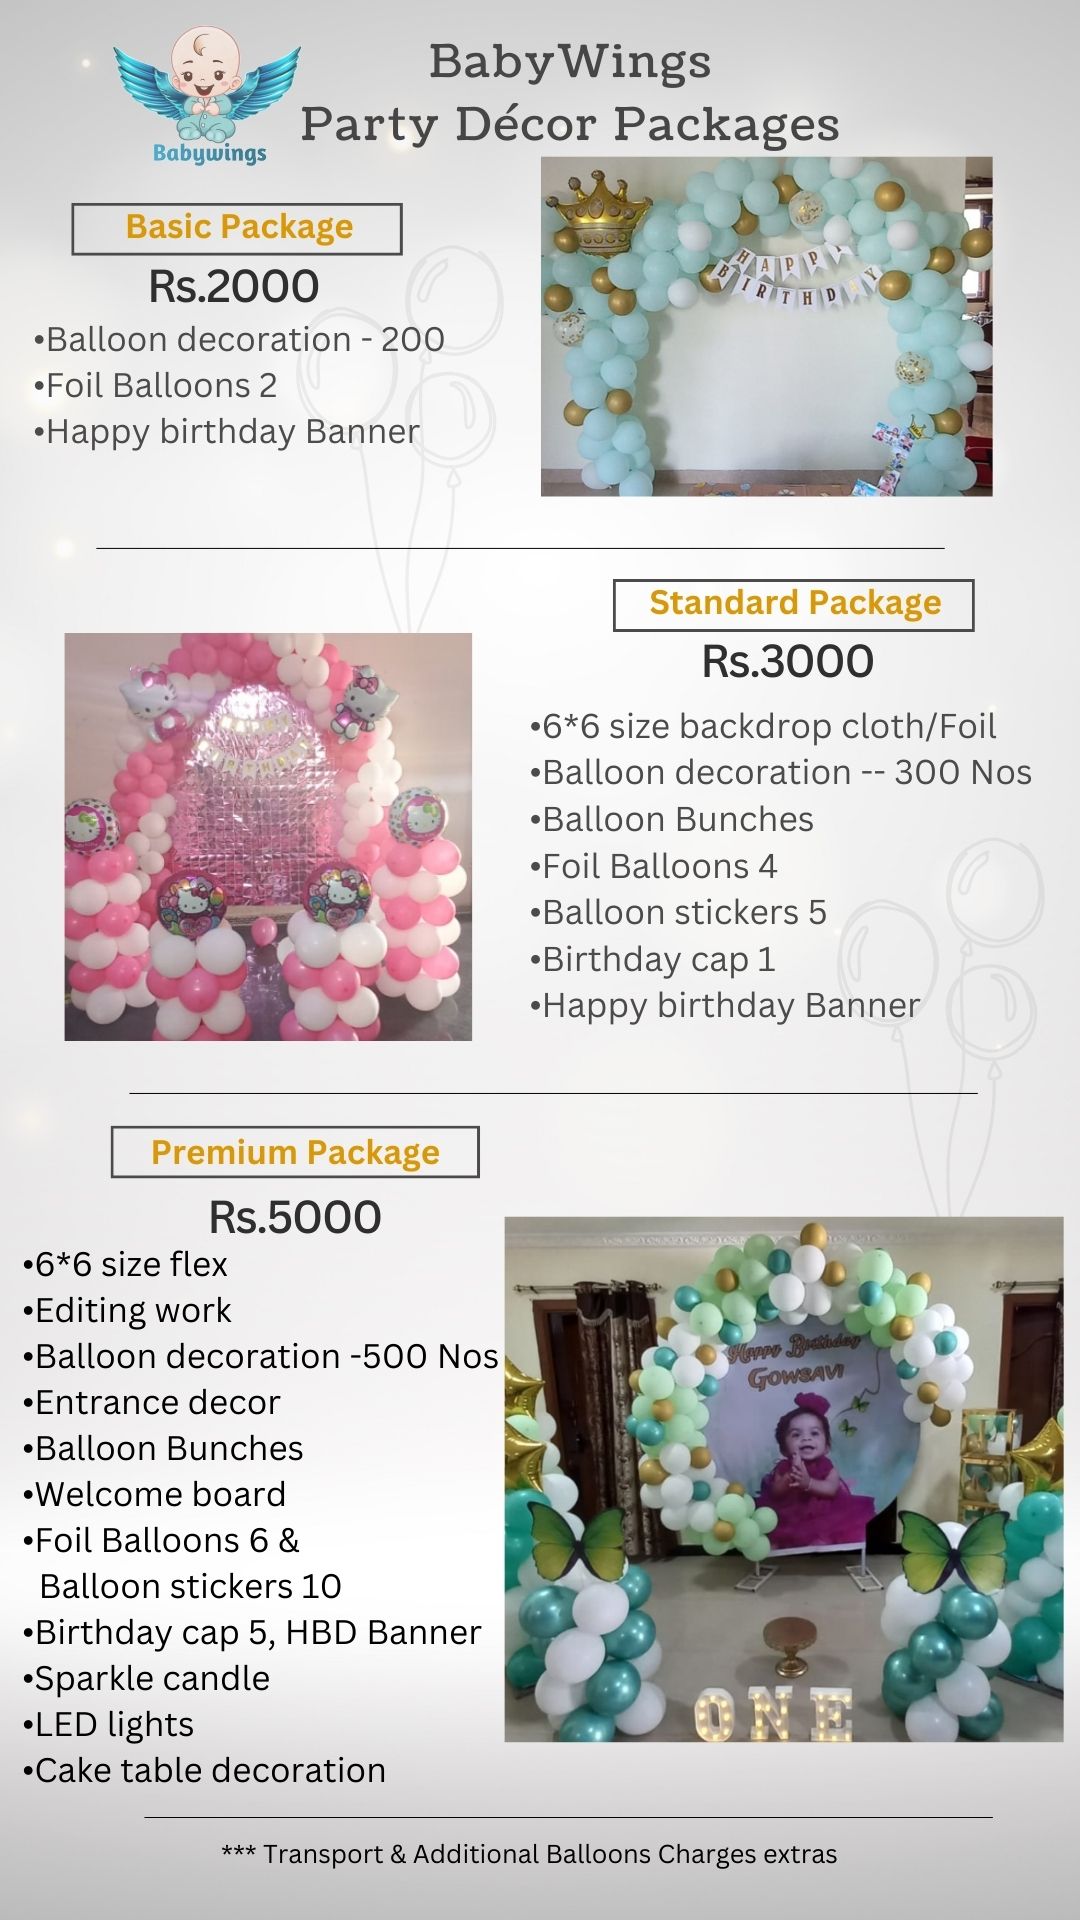 BabyWings
Party Décor Packages
Babywings
Basic Package
Rs.2000
•Balloon decoration - 200
•Foil Balloons 2
•Happy birthday Banner
HAPPY
BIRTHDAY
Standard Package
Rs.3000
•6*6 size backdrop cloth/Foil
•Balloon decoration -- 300 Nos
•Balloon Bunches
•Foil Balloons 4
•Balloon stickers 5
•Birthday cap 1
•Happy birthday Banner
Premium Package
Rs.5000
•6*6 size flex
•Editing work
•Balloon decoration -500 Nos
•Entrance decor
•Balloon Bunches
•Welcome board
•Foil Balloons 6 &
Balloon stickers 10
•Birthday cap 5, HBD Banner
•Sparkle candle
•LED lights
•Cake table decoration
Happy Birthday
GOWSAVI
ONE
*** Transport & Additional Balloons Charges extras